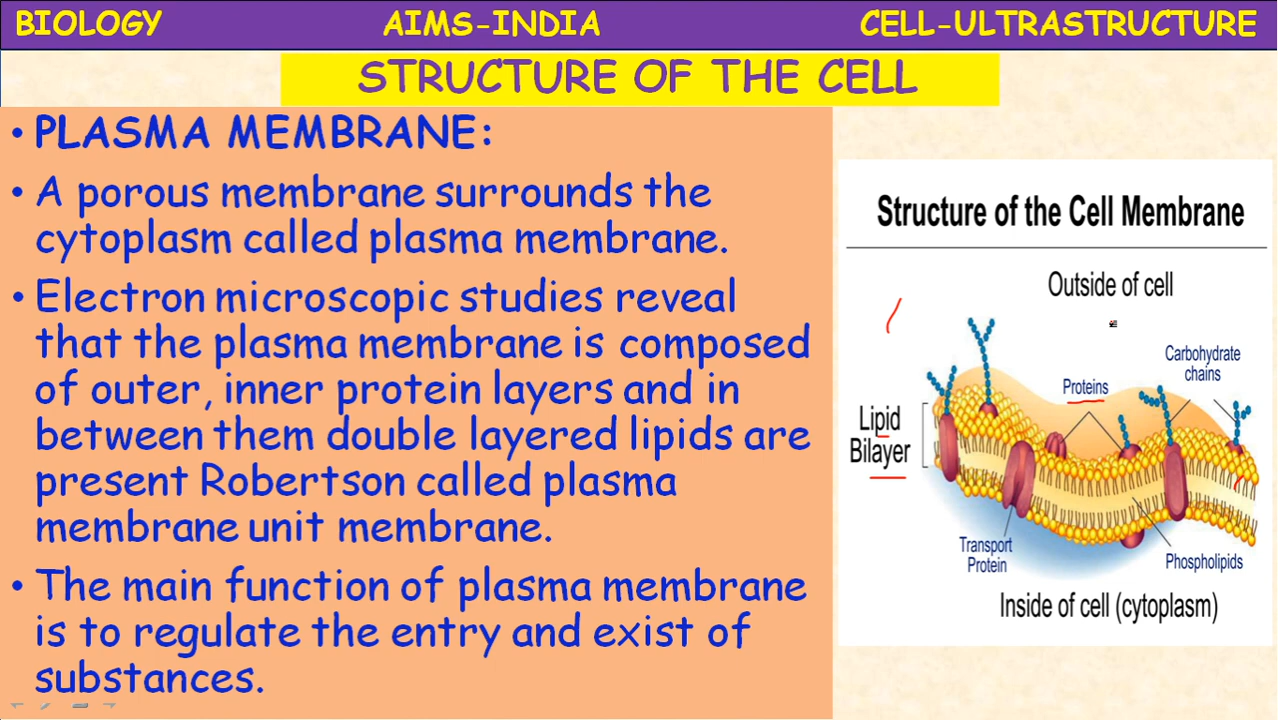 BIOLOGY AIMS-INDIA CELL-ULTRASTRUCTURE
STRUCTURE OF THE CELL
• PLASMA MEMBRANE:
• A porous membrane surrounds the
cytoplasm called plasma membrane.
• Electron microscopic studies reveal
that the plasma membrane is composed
of outer, inner protein layers and in
between them double layered lipids are
present Robertson called plasma
membrane unit membrane.
• The main function of plasma membrane
is to regulate the entry and exist of
substances.
Structure of the Cell Membrane
Outside of cell
Carbohydrate
chains
Proteins
Lipid
Bilayer
Transport
Protein
Phospholipids
Inside of cell (cytoplasm)